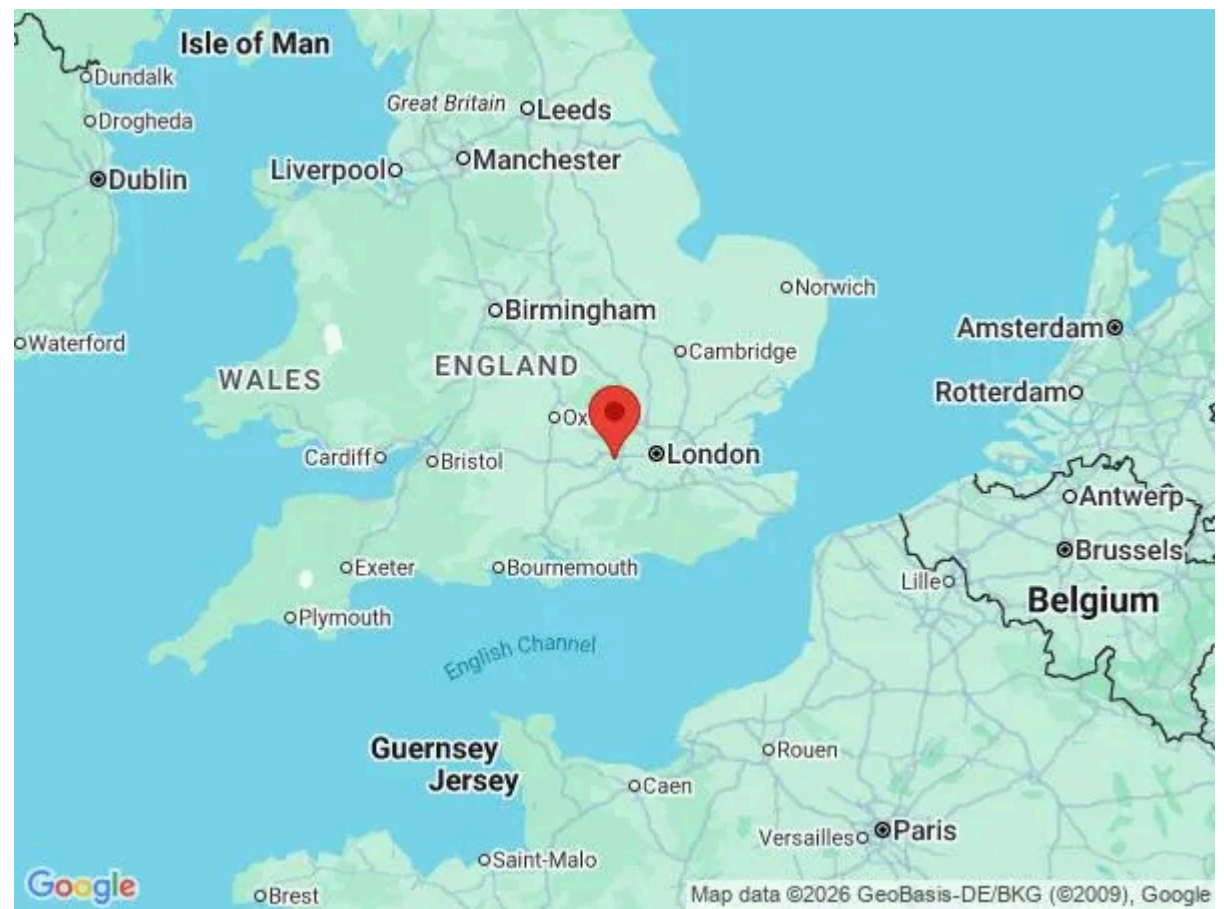 Isle of Man
Dundalk
Great Britain
Leeds
Drogheda
Manchester
Liverpool
Dublin
Norwich
Birmingham
Amsterdam
Waterford
Cambridge
ENGLAND
WALES
Rotterdam
Ox
London
Cardiff
Bristol
Antwerp
Brussels
Exeter
Bournemouth
Lille
Belgium
Plymouth
English Channel
Guernsey
Rouen
Jersey
Caen
Paris
Versailles
Saint-Malo
Google
Brest
Map data ©2026 GeoBasis-DE/BKG (©2009), Google